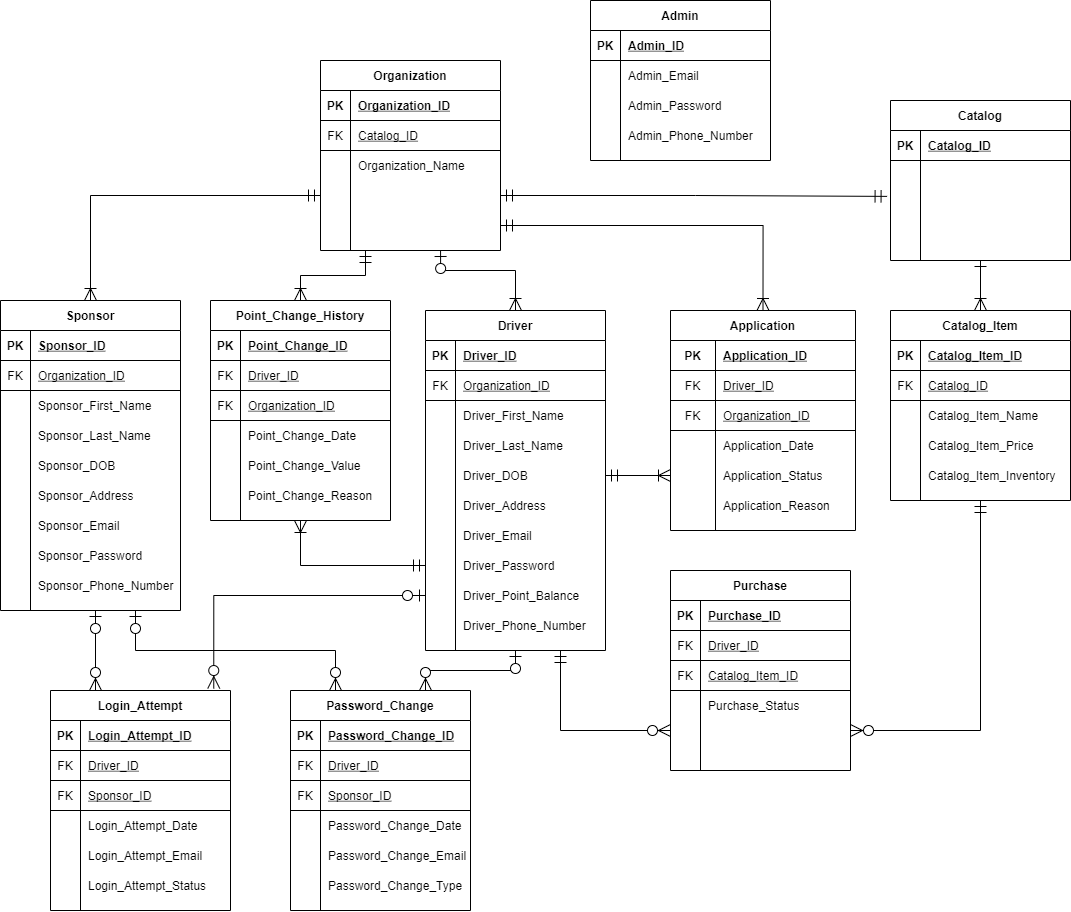 Admin
PK Admin_ID
Admin_Email
Admin_Password
Admin_Phone_Number
Organization
PK Organization_ID
FK Catalog_ID
Organization_Name
Catalog
PK Catalog_ID
Sponsor
PK Sponsor_ID
FK Organization_ID
Sponsor_First_Name
Sponsor_Last_Name
Sponsor_DOB
Sponsor_Address
Sponsor_Email
Sponsor_Password
Sponsor_Phone_Number
Point_Change_History
PK Point_Change_ID
FK Driver_ID
FK Organization_ID
Point_Change_Date
Point_Change_Value
Point_Change_Reason
Driver
PK Driver_ID
FK Organization_ID
Driver_First_Name
Driver_Last_Name
Driver_DOB
Driver_Address
Driver_Email
Driver_Password
Driver_Point_Balance
Driver_Phone_Number
Application
PK Application_ID
FK Driver_ID
FK Organization_ID
Application_Date
Application_Status
Application_Reason
Catalog_Item
PK Catalog_Item_ID
FK Catalog_ID
Catalog_Item_Name
Catalog_Item_Price
Catalog_Item_Inventory
Purchase
PK Purchase_ID
FK Driver_ID
FK Catalog_Item_ID
Purchase_Status
Login_Attempt
PK Login_Attempt_ID
FK Driver_ID
FK Sponsor_ID
Login_Attempt_Date
Login_Attempt_Email
Login_Attempt_Status
Password_Change
PK Password_Change_ID
FK Driver_ID
FK Sponsor_ID
Password_Change_Date
Password_Change_Email
Password_Change_Type